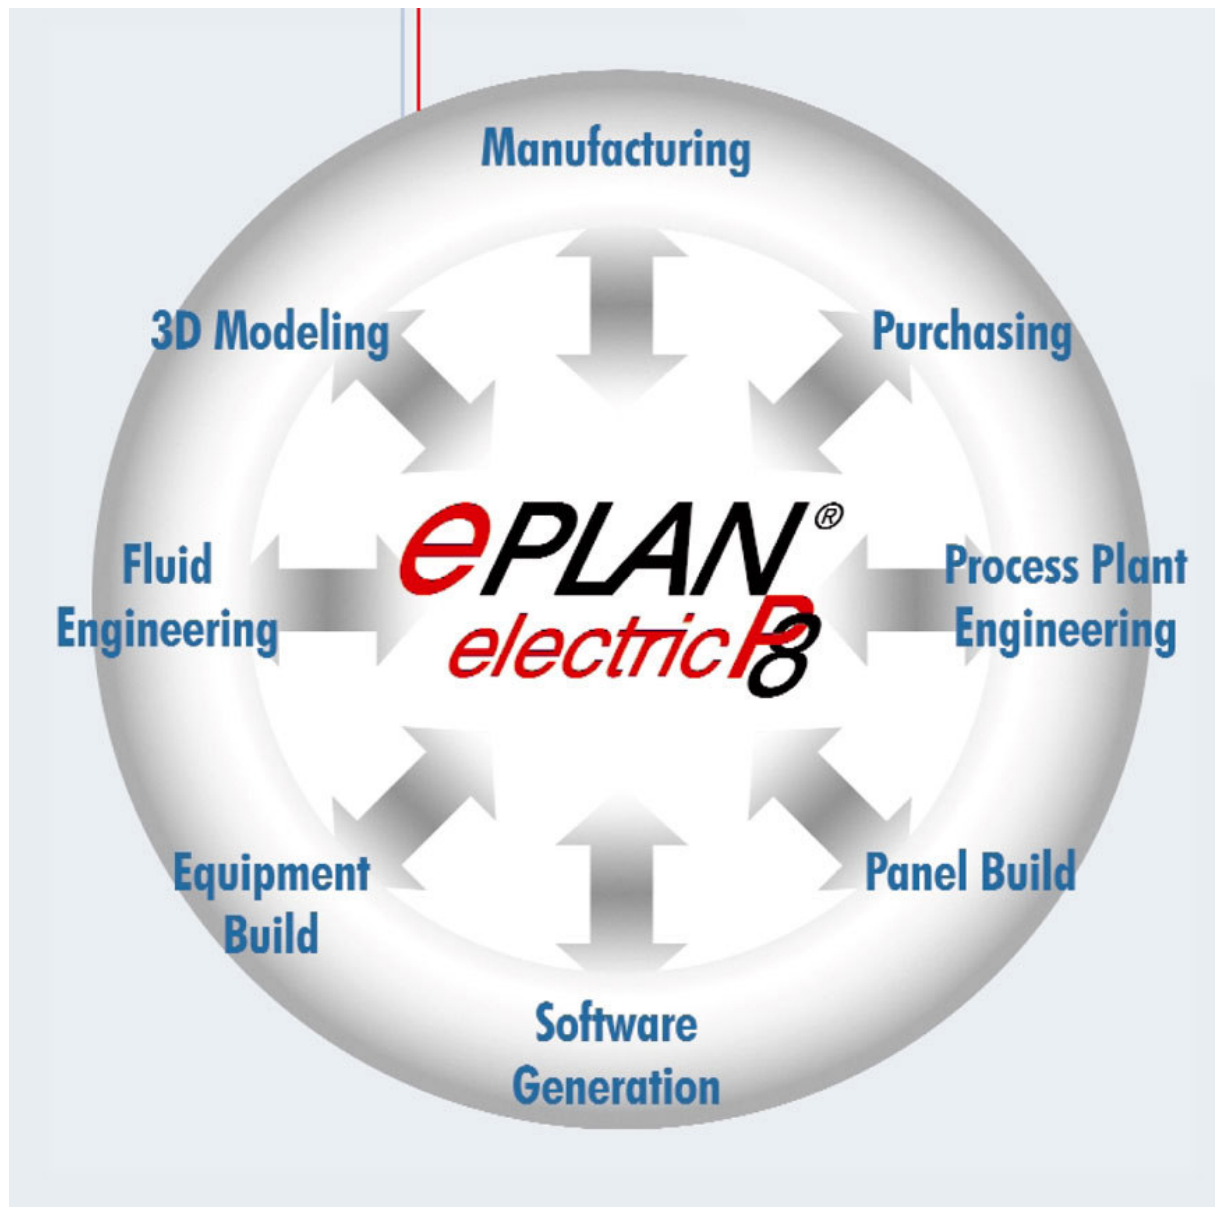 Manufacturing
3D Modeling
Purchasing
ePLAN®
electricP8
Fluid
Engineering
Process Plant
Engineering
Equipment
Build
Panel Build
Software
Generation